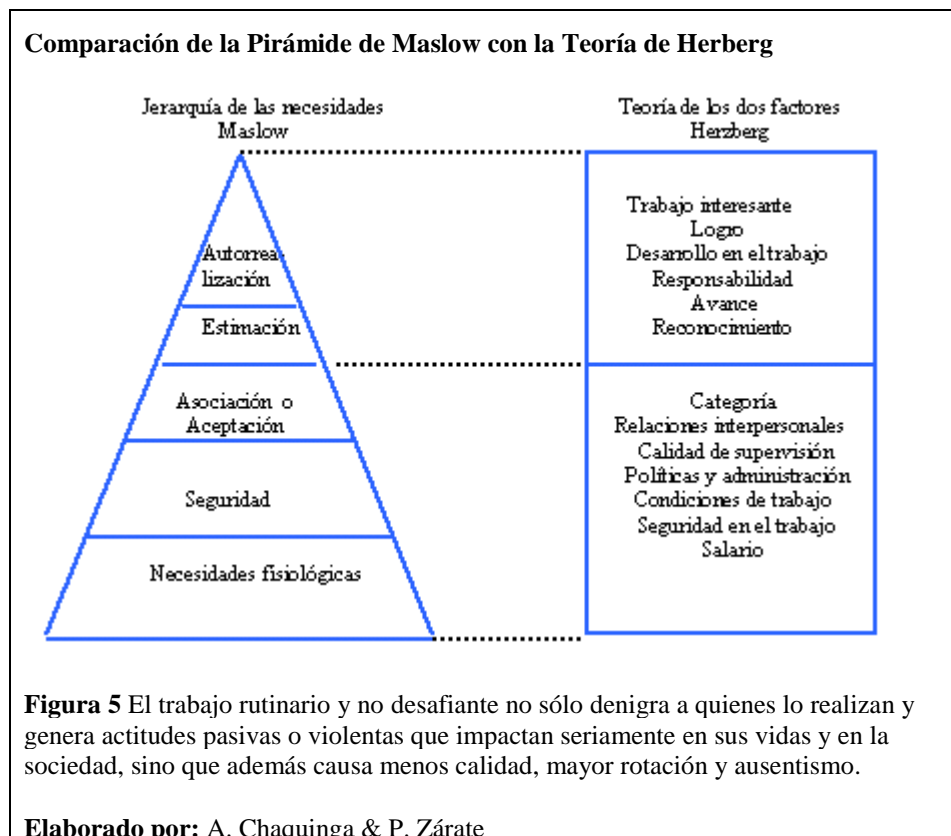 Comparación de la Pirámide de Maslow con la Teoría de Herberg
Jerarquía de las necesidades
Maslow
Autorrea-
lización
Estimación
Asociación o
Aceptación
Seguridad
Necesidades fisiológicas
Teoría de los dos factores
Herzberg
Trabajo interesante
Logro
Desarrollo en el trabajo
Responsabilidad
Avance
Reconocimiento
Categoría
Relaciones interpersonales
Calidad de supervisión
Políticas y administración
Condiciones de trabajo
Seguridad en el trabajo
Salario
Figura 5 El trabajo rutinario y no desafiante no sólo denigra a quienes lo realizan y
genera actitudes pasivas o violentas que impactan seriamente en sus vidas y en la
sociedad, sino que además causa menos calidad, mayor rotación y ausentismo.
Elaborado por: A. Chaquinga & P. Zárate